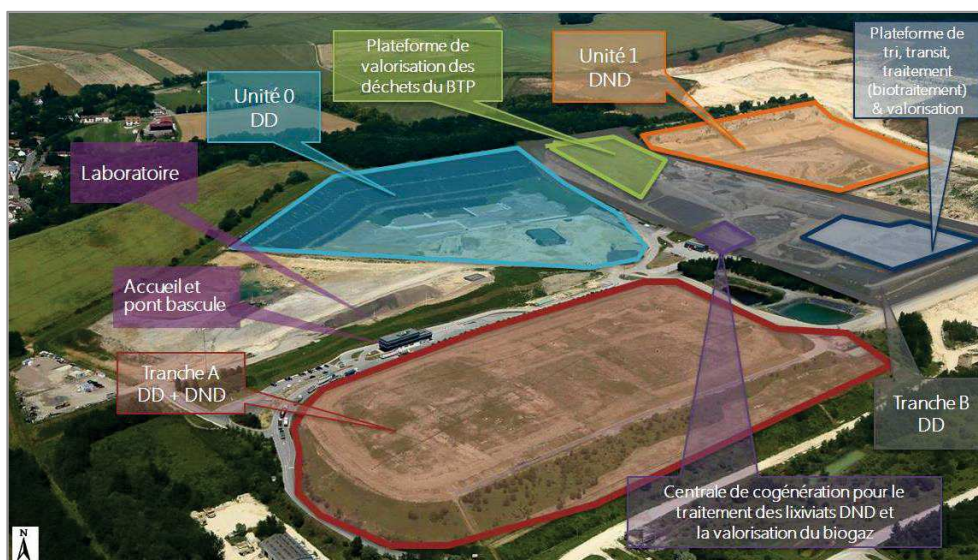 Plateforme de
valorisation des
déchets du BTP
Unité 1
DND
Plateforme de
tri, transit,
traitement
(biotraitement)
& valorisation
Unité 0
DD
Laboratoire
Accueil et
pont bascule
Tranche A
DD + DND
Tranche B
DD
Centrale de cogénération pour le
traitement des lixiviats DND et
la valorisation du biogaz
N